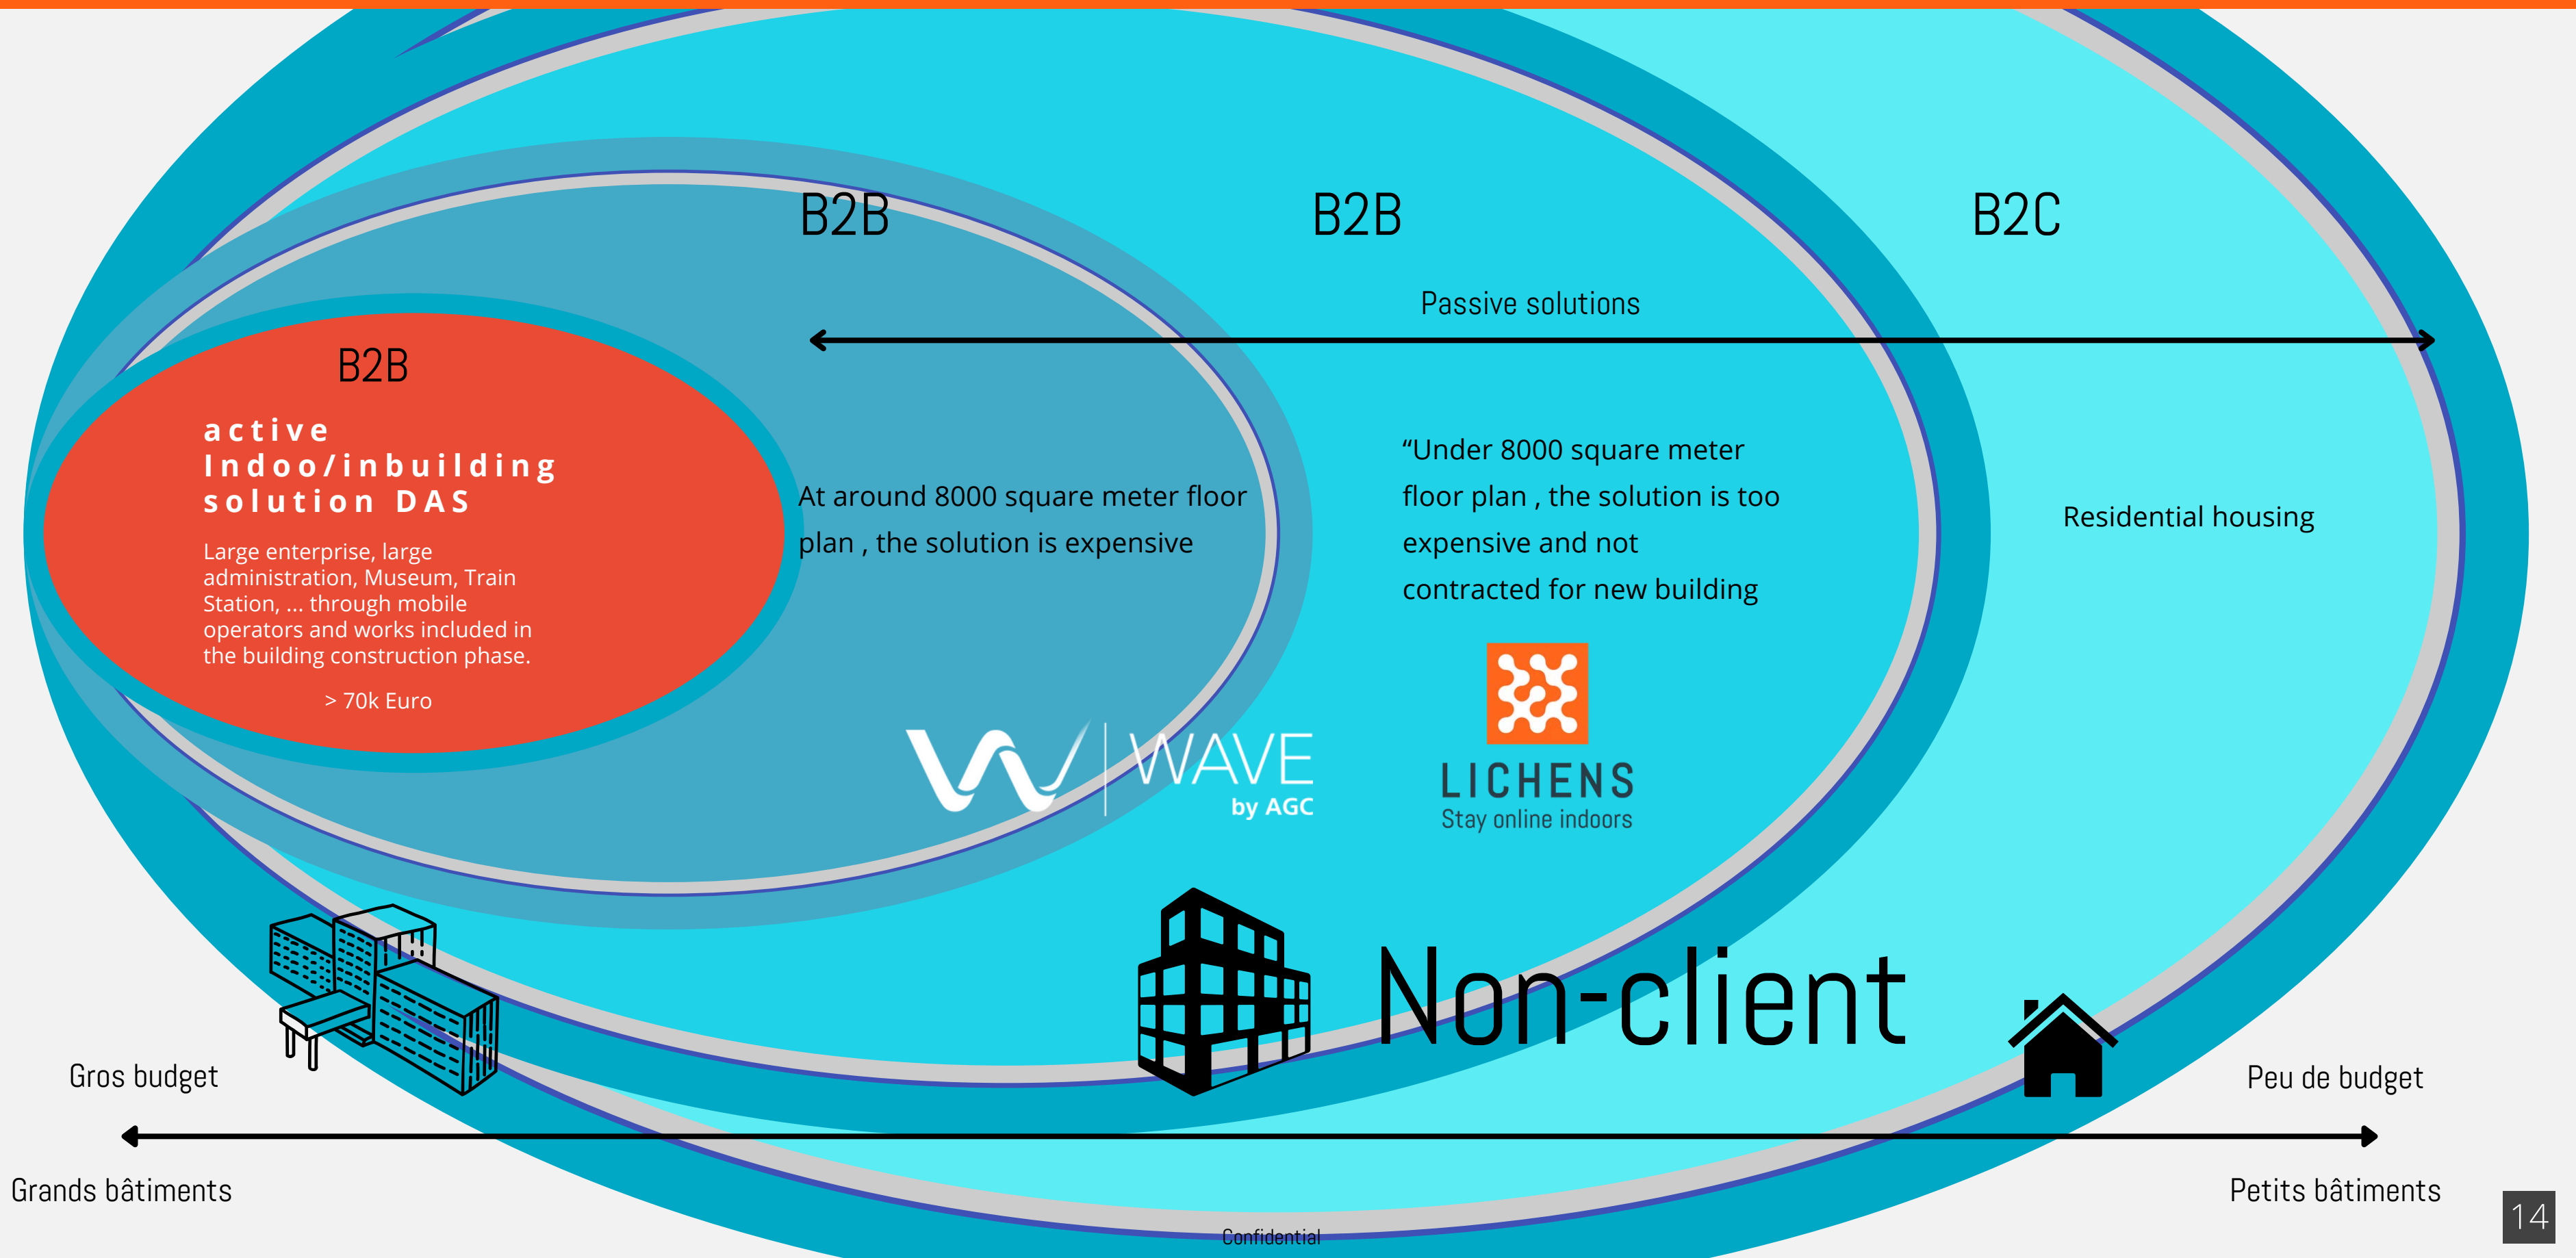 B2B
B2B
B2C
Passive solutions
B2B
active
Indoo/inbuilding
solution DAS
Large enterprise, large
administration, Museum, Train
Station, ... through mobile
operators and works included in
the building construction phase.
> 70k Euro
At around 8000 square meter floor
plan , the solution is expensive
“Under 8000 square meter
floor plan , the solution is too
expensive and not
contracted for new building
Residential housing
WAVE
by AGC
LICHENS
Stay online indoors
Non-client
Gros budget
Peu de budget
Grands bâtiments
Petits bâtiments
Confidential
14